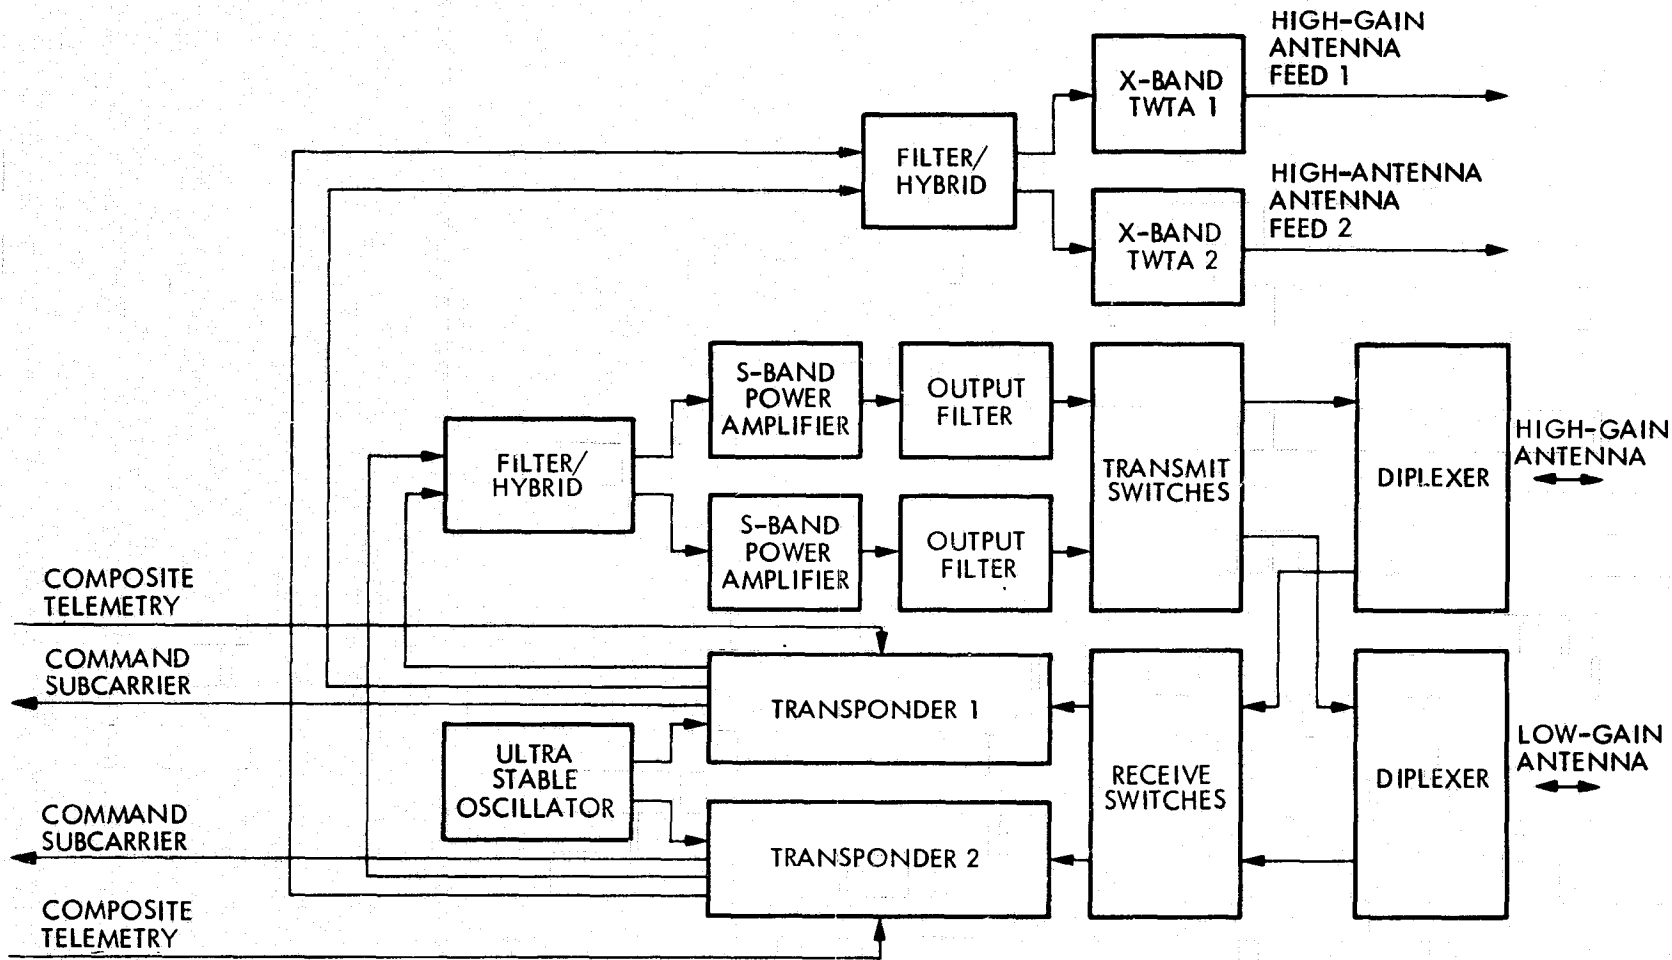 HIGH-GAIN
ANTENNA
FEED 1
X-BAND
TWTA 1
FILTER/
HYBRID
HIGH-ANTENNA
ANTENNA
FEED 2
X-BAND
TWTA 2
S-BAND
POWER
AMPLIFIER
OUTPUT
FILTER
TRANSMIT
SWITCHES
DIPLEXER
HIGH-GAIN
ANTENNA
FILTER/
HYBRID
S-BAND
POWER
AMPLIFIER
OUTPUT
FILTER
COMPOSITE
TELEMETRY
COMMAND
SUBCARRIER
TRANSPONDER 1
ULTRA
STABLE
OSCILLATOR
RECEIVE
SWITCHES
DIPLEXER
LOW-GAIN
ANTENNA
COMMAND
SUBCARRIER
TRANSPONDER 2
COMPOSITE
TELEMETRY